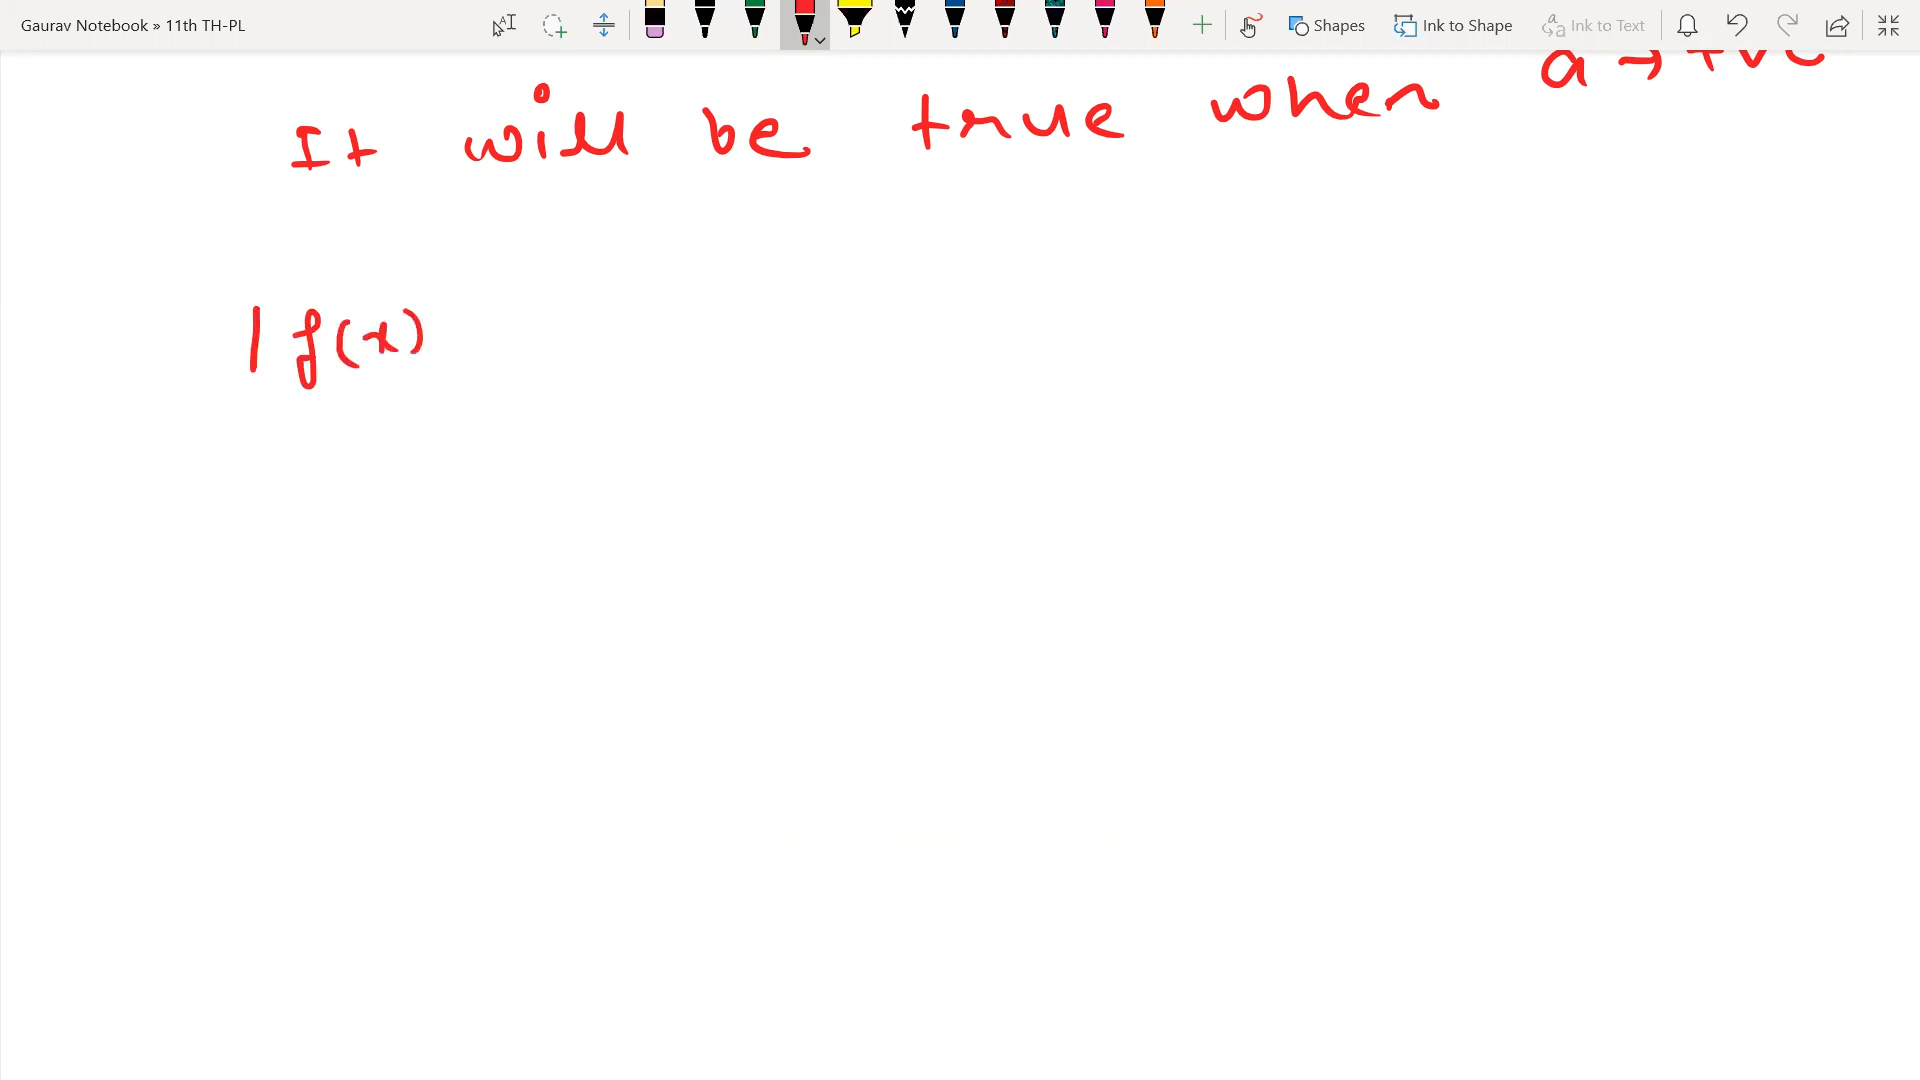 Gaurav Notebook » 11th TH-PL
Shapes
Ink to Shape
Ink to Text
It will be true when a → +ve
| f(x)